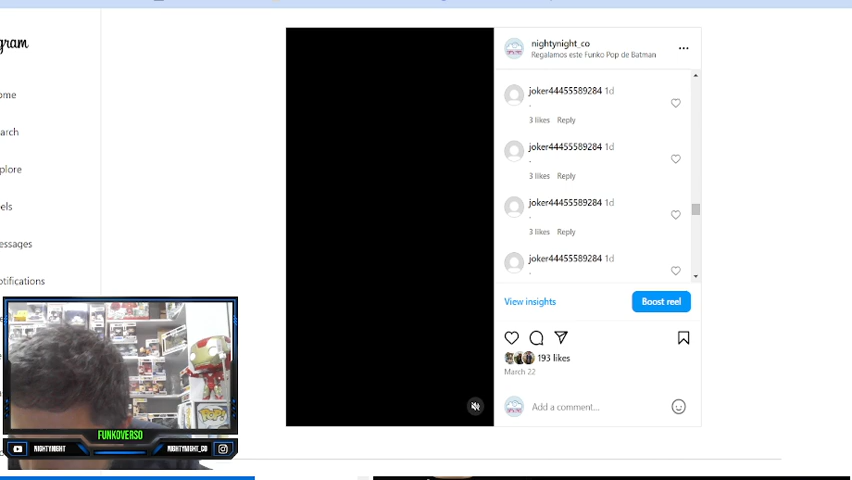 gram
ome
arch
plore
els
essages
otifications
nightynight_co
Regalamos este Funko Pop de Batman
joker44455589284 1d
.
3 likes Reply
joker44455589284 1d
.
3 likes Reply
joker44455589284 1d
.
3 likes Reply
joker44455589284 1d
.
View insights
Boost reel
193 likes
March 22
Add a comment...
POP!
FUNKOVERSO
NIGHTYNIGHT
NIGHTYNIGHT_CO